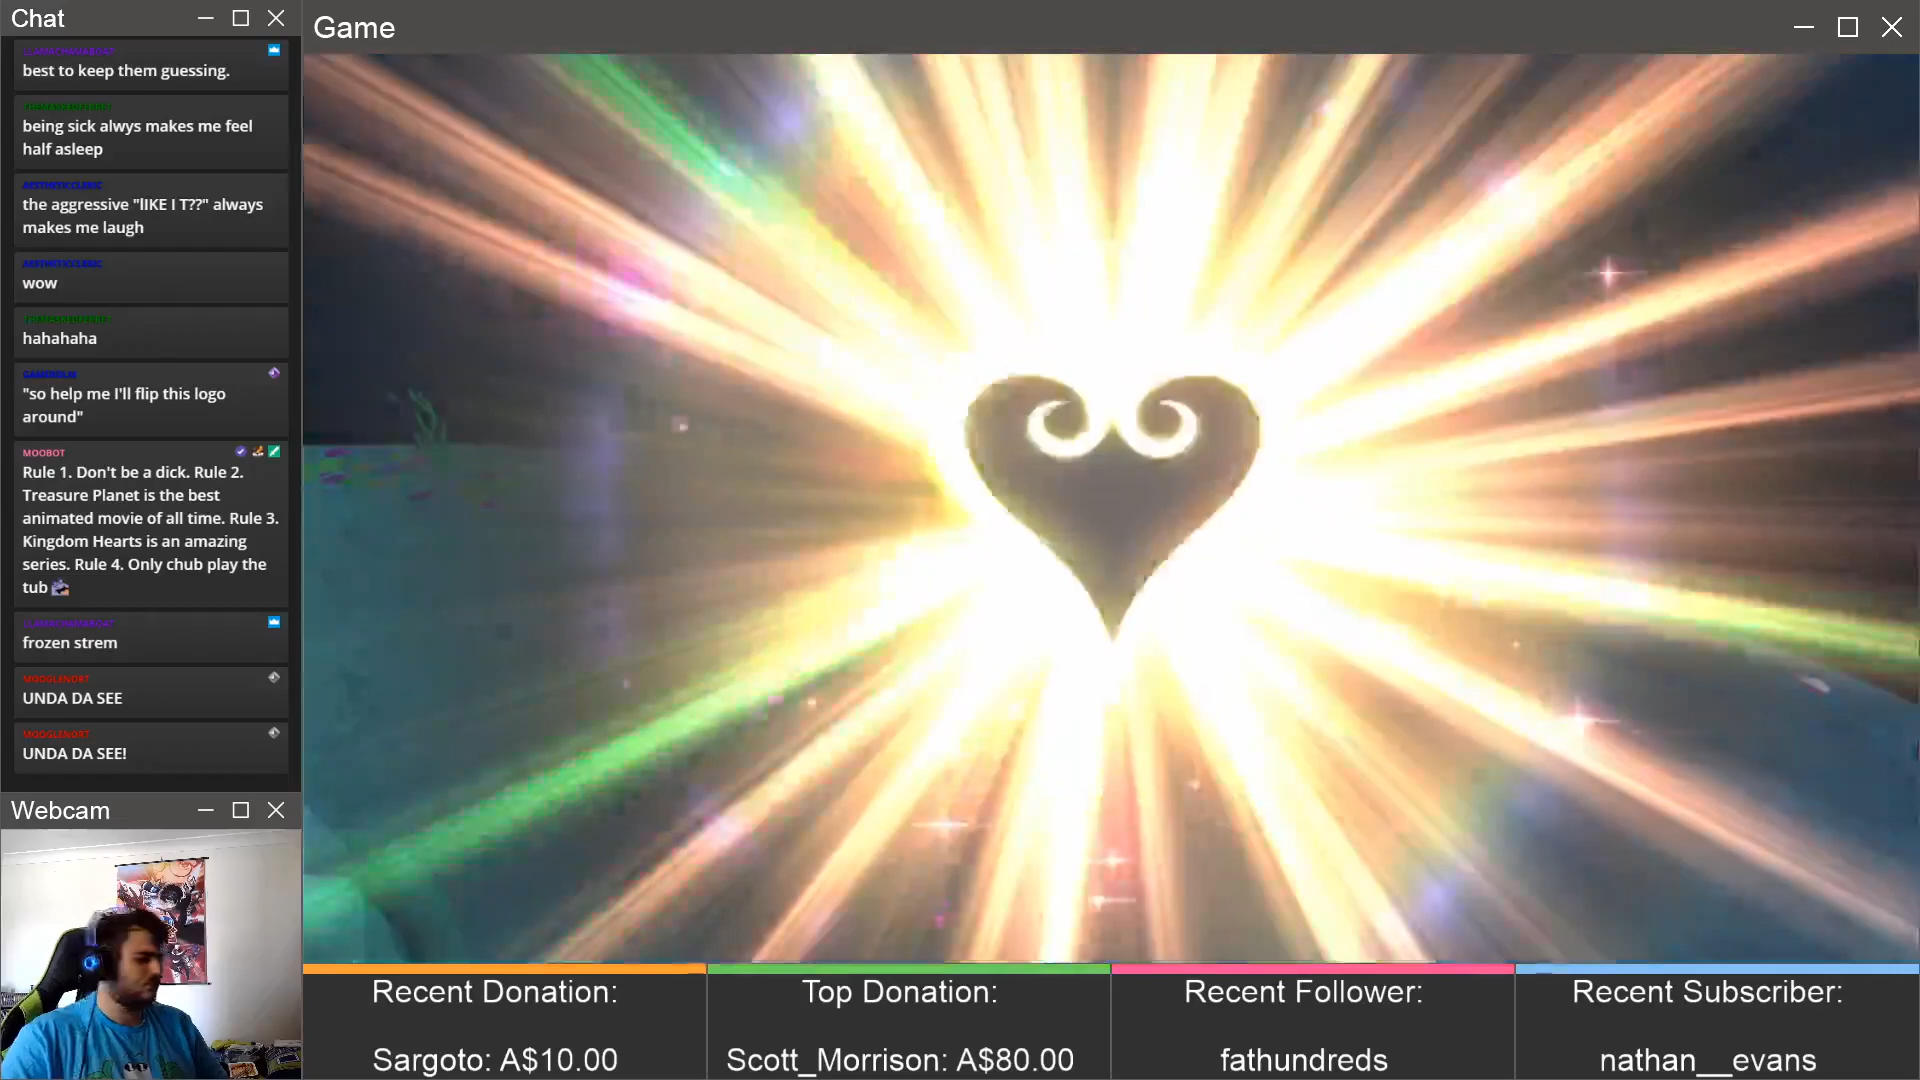 Chat
LLAMACHAMABOAT
best to keep them guessing.
being sick alwys makes me feel
half asleep
the aggressive "lIKE I T??" always
makes me laugh
wow
hahahaha
"so help me I'll flip this logo
around"
MOOBOT
Rule 1. Don't be a dick. Rule 2.
Treasure Planet is the best
animated movie of all time. Rule 3.
Kingdom Hearts is an amazing
series. Rule 4. Only chub play the
tub
LLAMACHAMABOAT
frozen strem
MOOGLENORT
UNDA DA SEE
MOOGLENORT
UNDA DA SEE!
Webcam
Game
Recent Donation:
Sargoto: A$10.00
Top Donation:
Scott_Morrison: A$80.00
Recent Follower:
fathundreds
Recent Subscriber:
nathan__evans